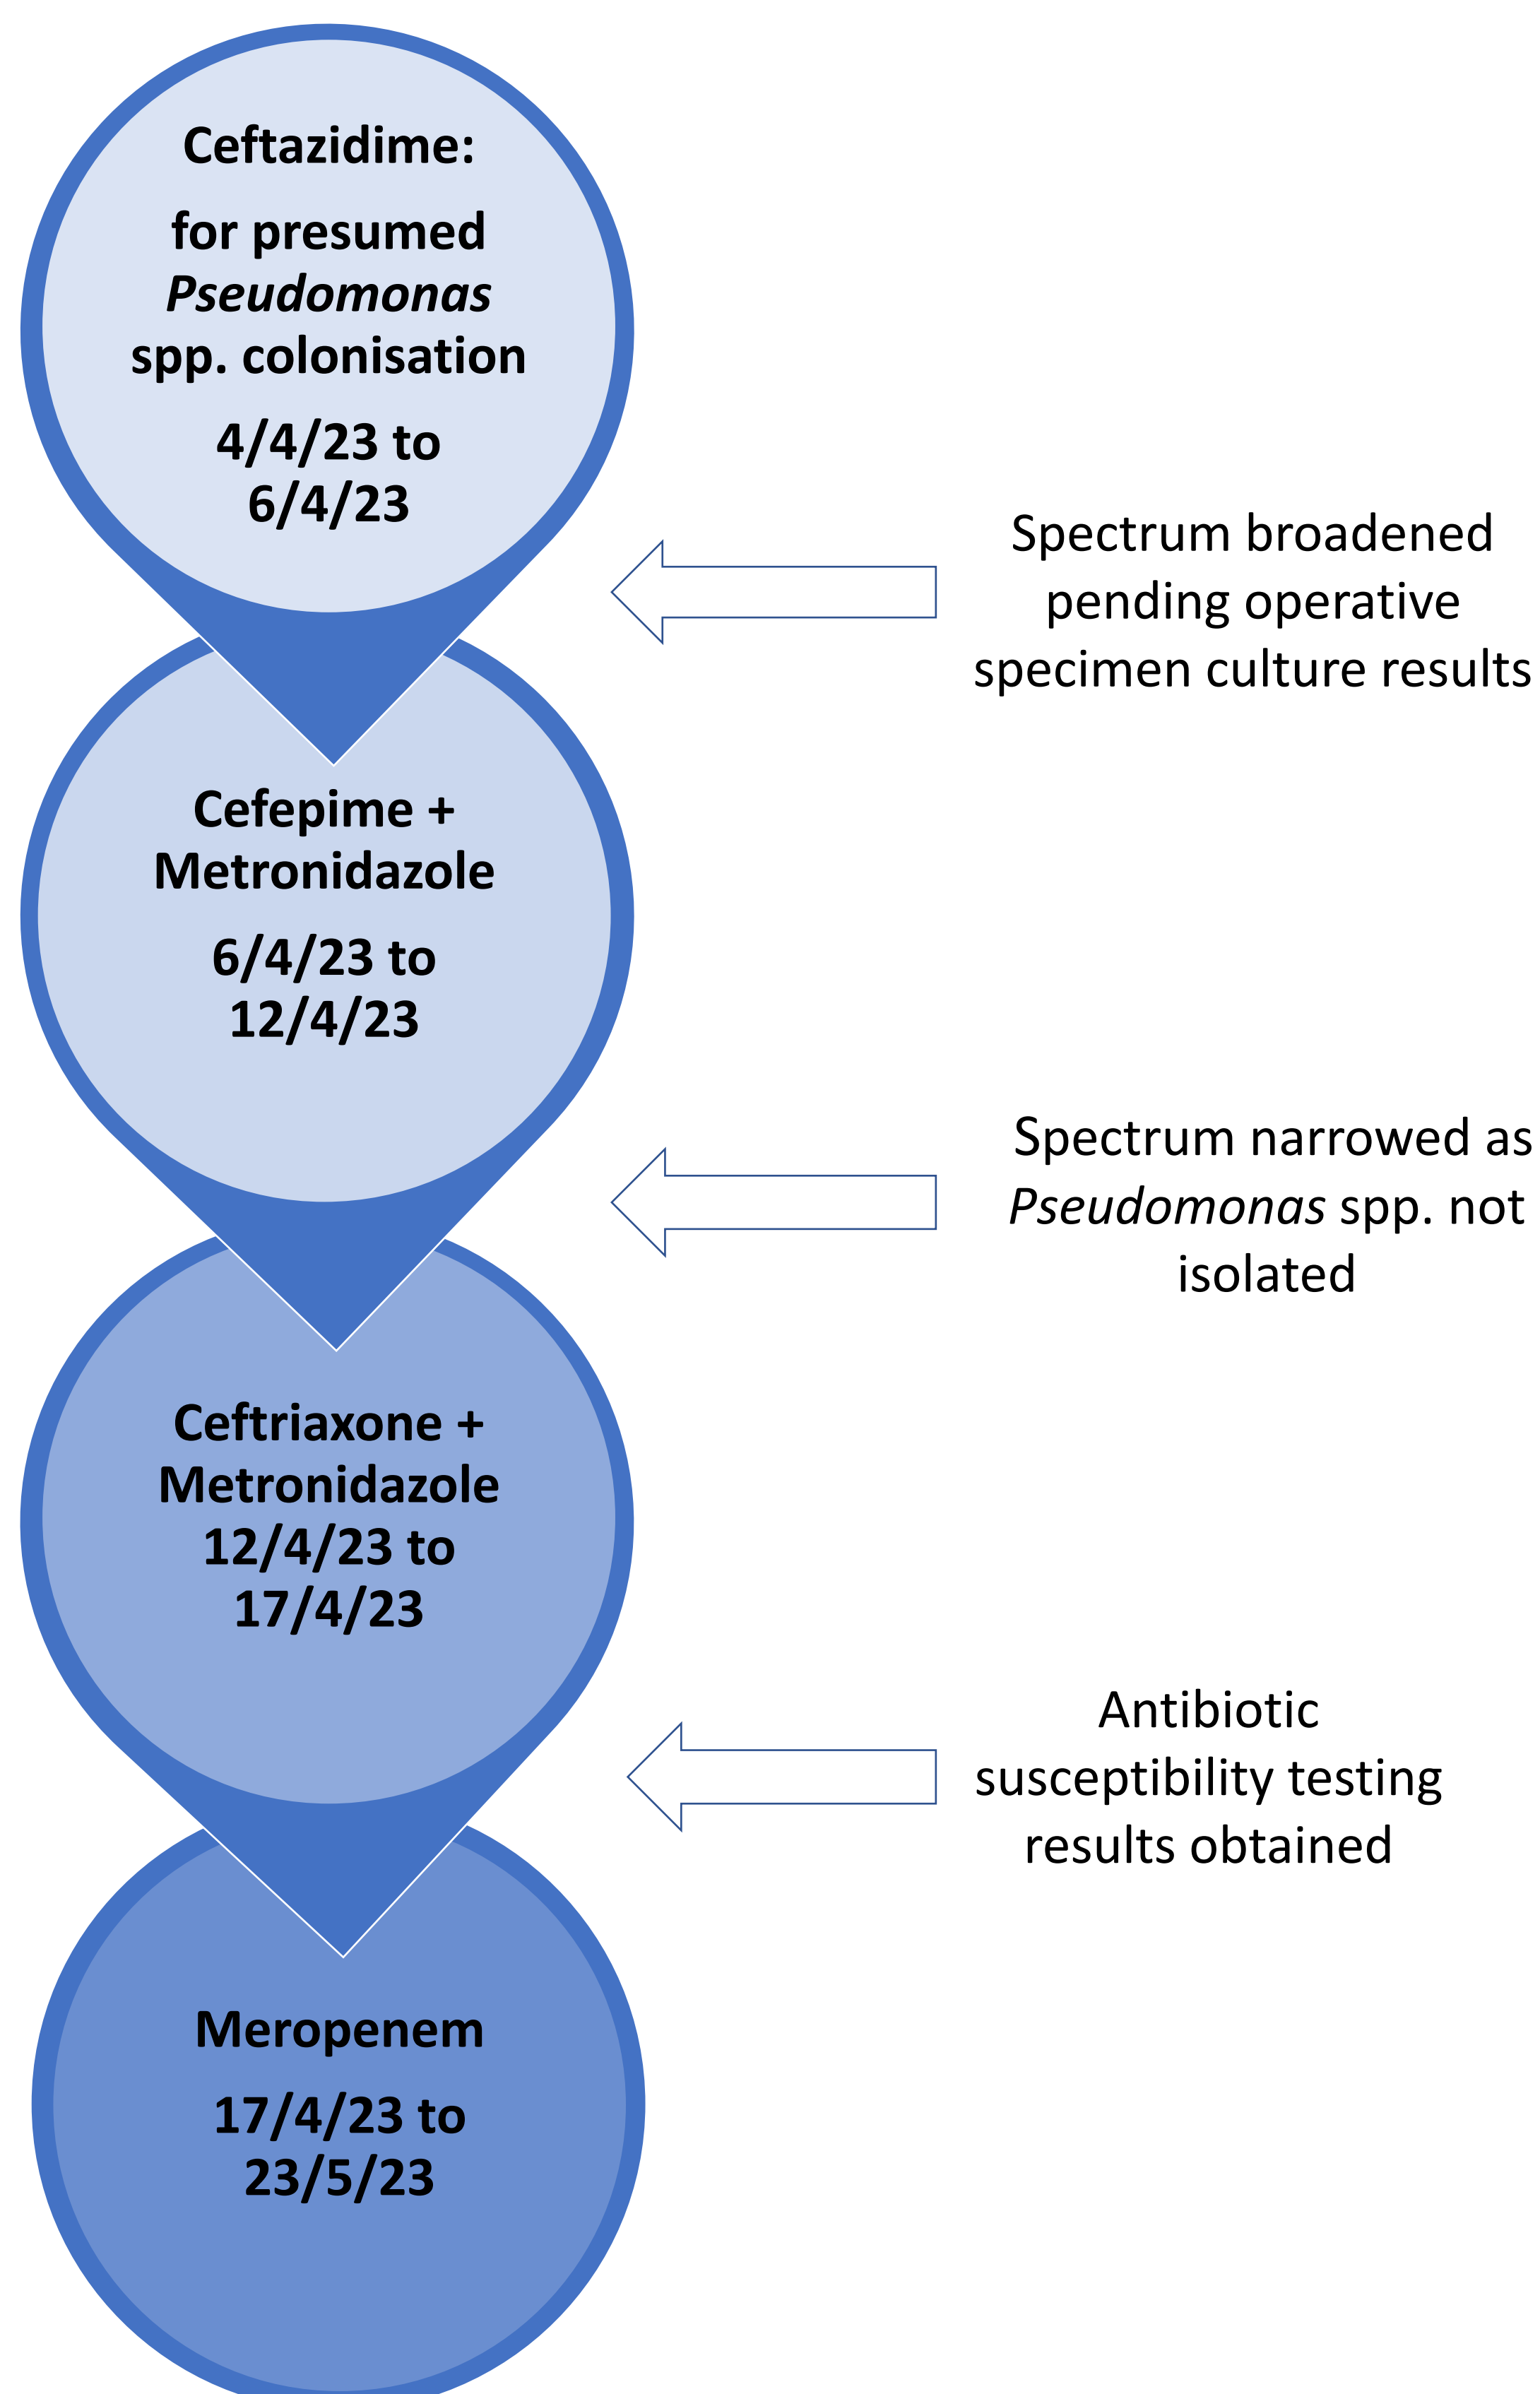 Ceftazidime:
for presumed
Pseudomonas
spp. colonisation
4/4/23 to
6/4/23
Spectrum broadened
pending operative
specimen culture results
Cefepime +
Metronidazole
6/4/23 to
12/4/23
Spectrum narrowed as
Pseudomonas spp. not
isolated
Ceftriaxone +
Metronidazole
12/4/23 to
17/4/23
Antibiotic
susceptibility testing
results obtained
Meropenem
17/4/23 to
23/5/23